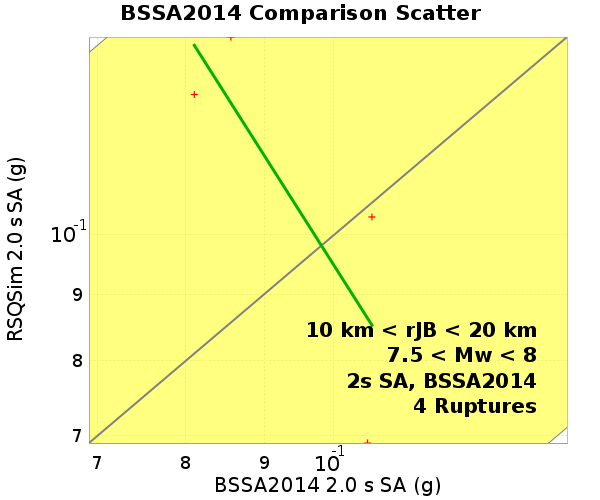 BSSA2014 Comparison Scatter
RSQSim 2.0 s SA (g)
10-1
9
8
7
10 km < rJB < 20 km
7.5 < Mw < 8
2s SA, BSSA2014
4 Ruptures
7 8 9 10-1
BSSA2014 2.0 s SA (g)